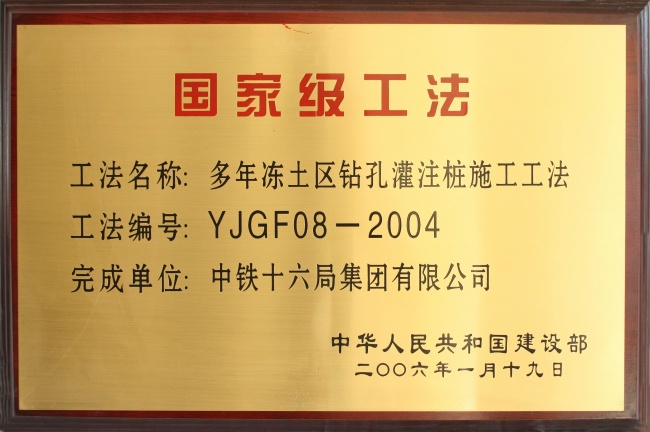 国家级工法
工法名称: 多年冻土区钻孔灌注桩施工工法
工法编号: YJGF08-2004
完成单位: 中铁十六局集团有限公司
中华人民共和国建设部
二〇〇六年一月十九日